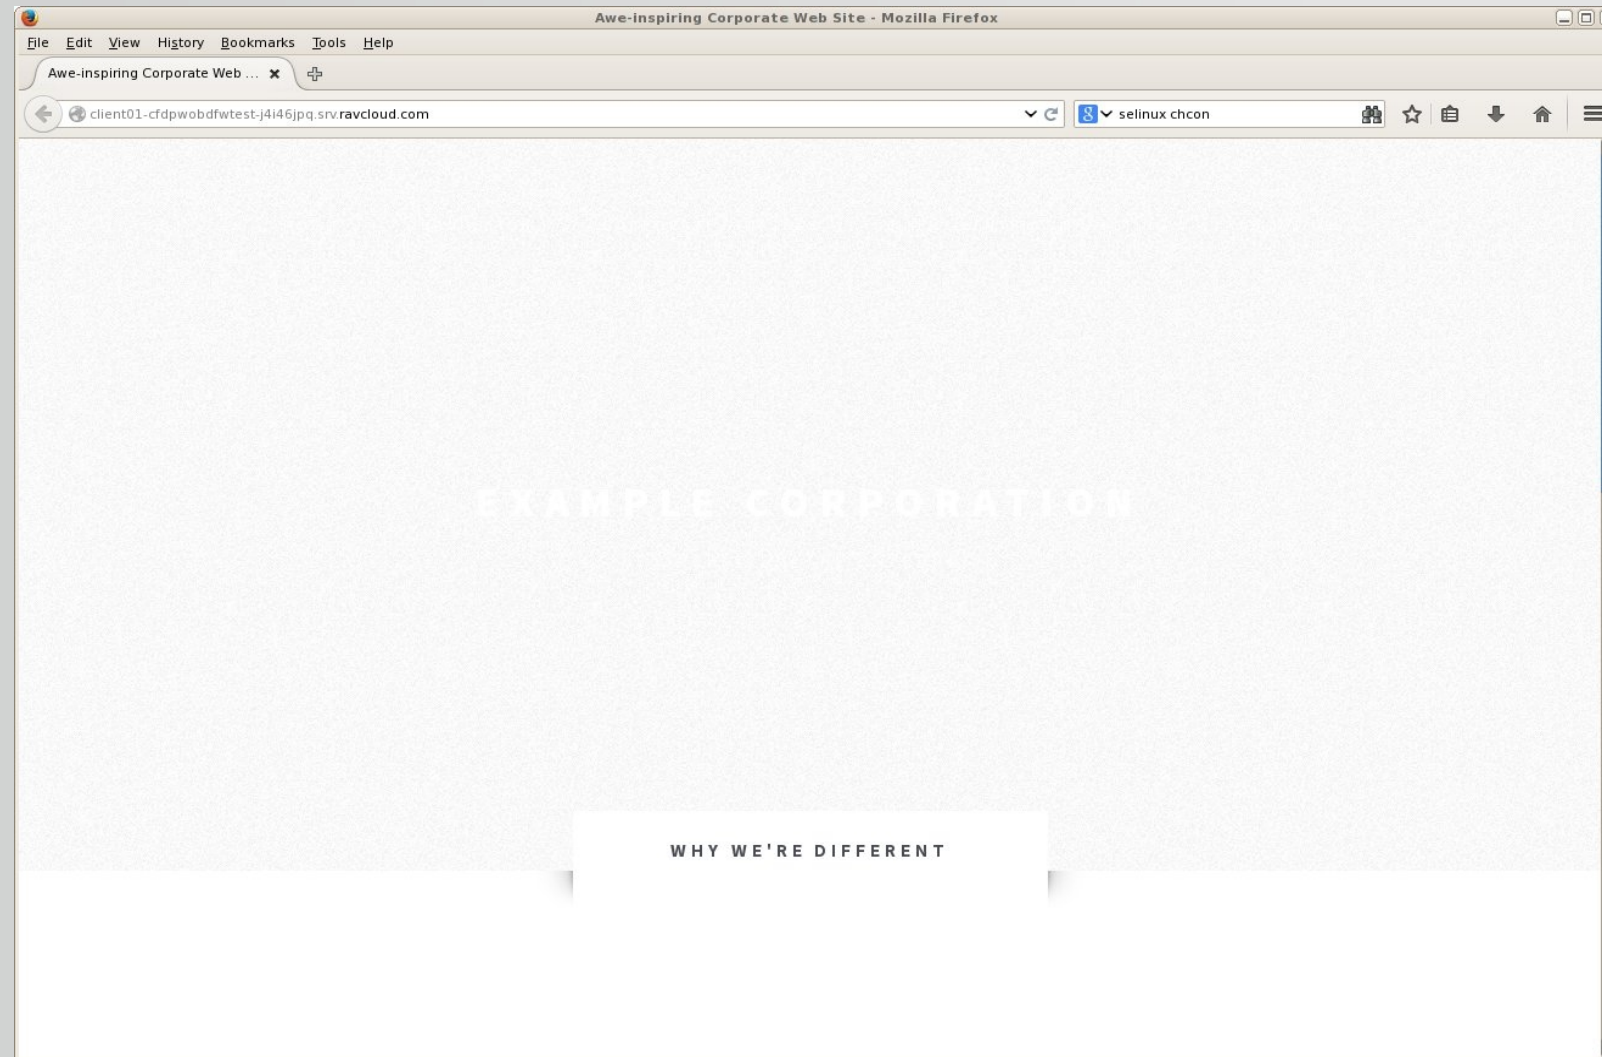 Awe-inspiring Corporate Web Site - Mozilla Firefox
File Edit View History Bookmarks Tools Help
Awe-inspiring Corporate Web ...
client01-cfdpwobdfwtest-j4i46jpq.srv.ravcloud.com
8 selinux chcon
EXAMPLE CORPORATION
WHY WE'RE DIFFERENT